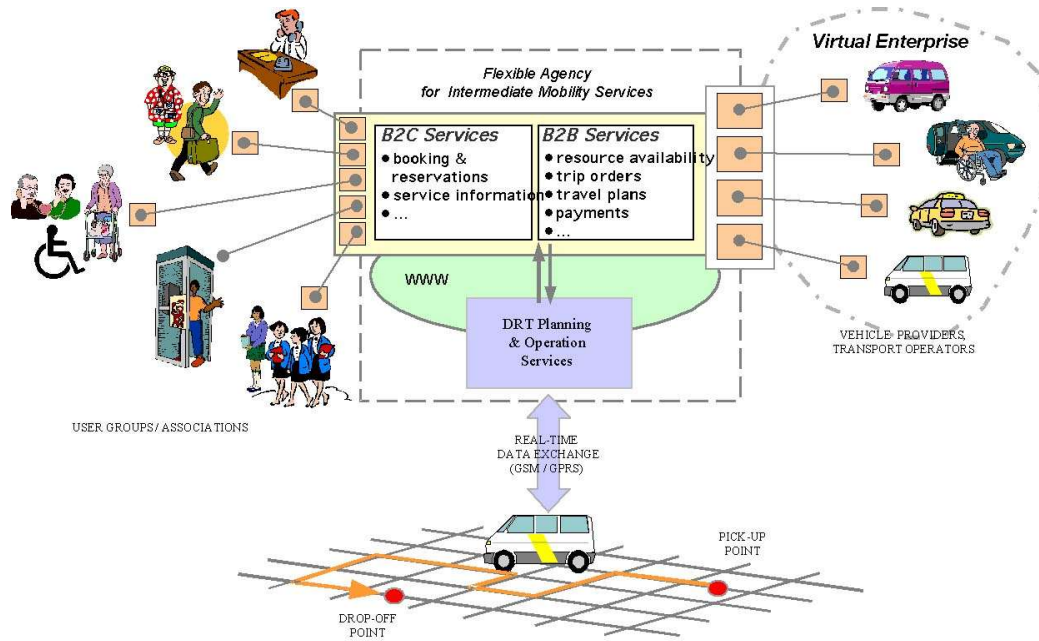 Virtual Enterprise
Flexible Agency
for Intermediate Mobility Services
B2C Services
● booking &
reservations
● service information
● ...
B2B Services
● resource availability
● trip orders
● travel plans
● payments
● ...
WWW
DRT Planning
& Operation
Services
VEHICLE PROVIDERS,
TRANSPORT OPERATORS
USER GROUPS / ASSOCIATIONS
REAL-TIME
DATA EXCHANGE
(GSM / GPRS)
PICK-UP
POINT
DROP-OFF
POINT